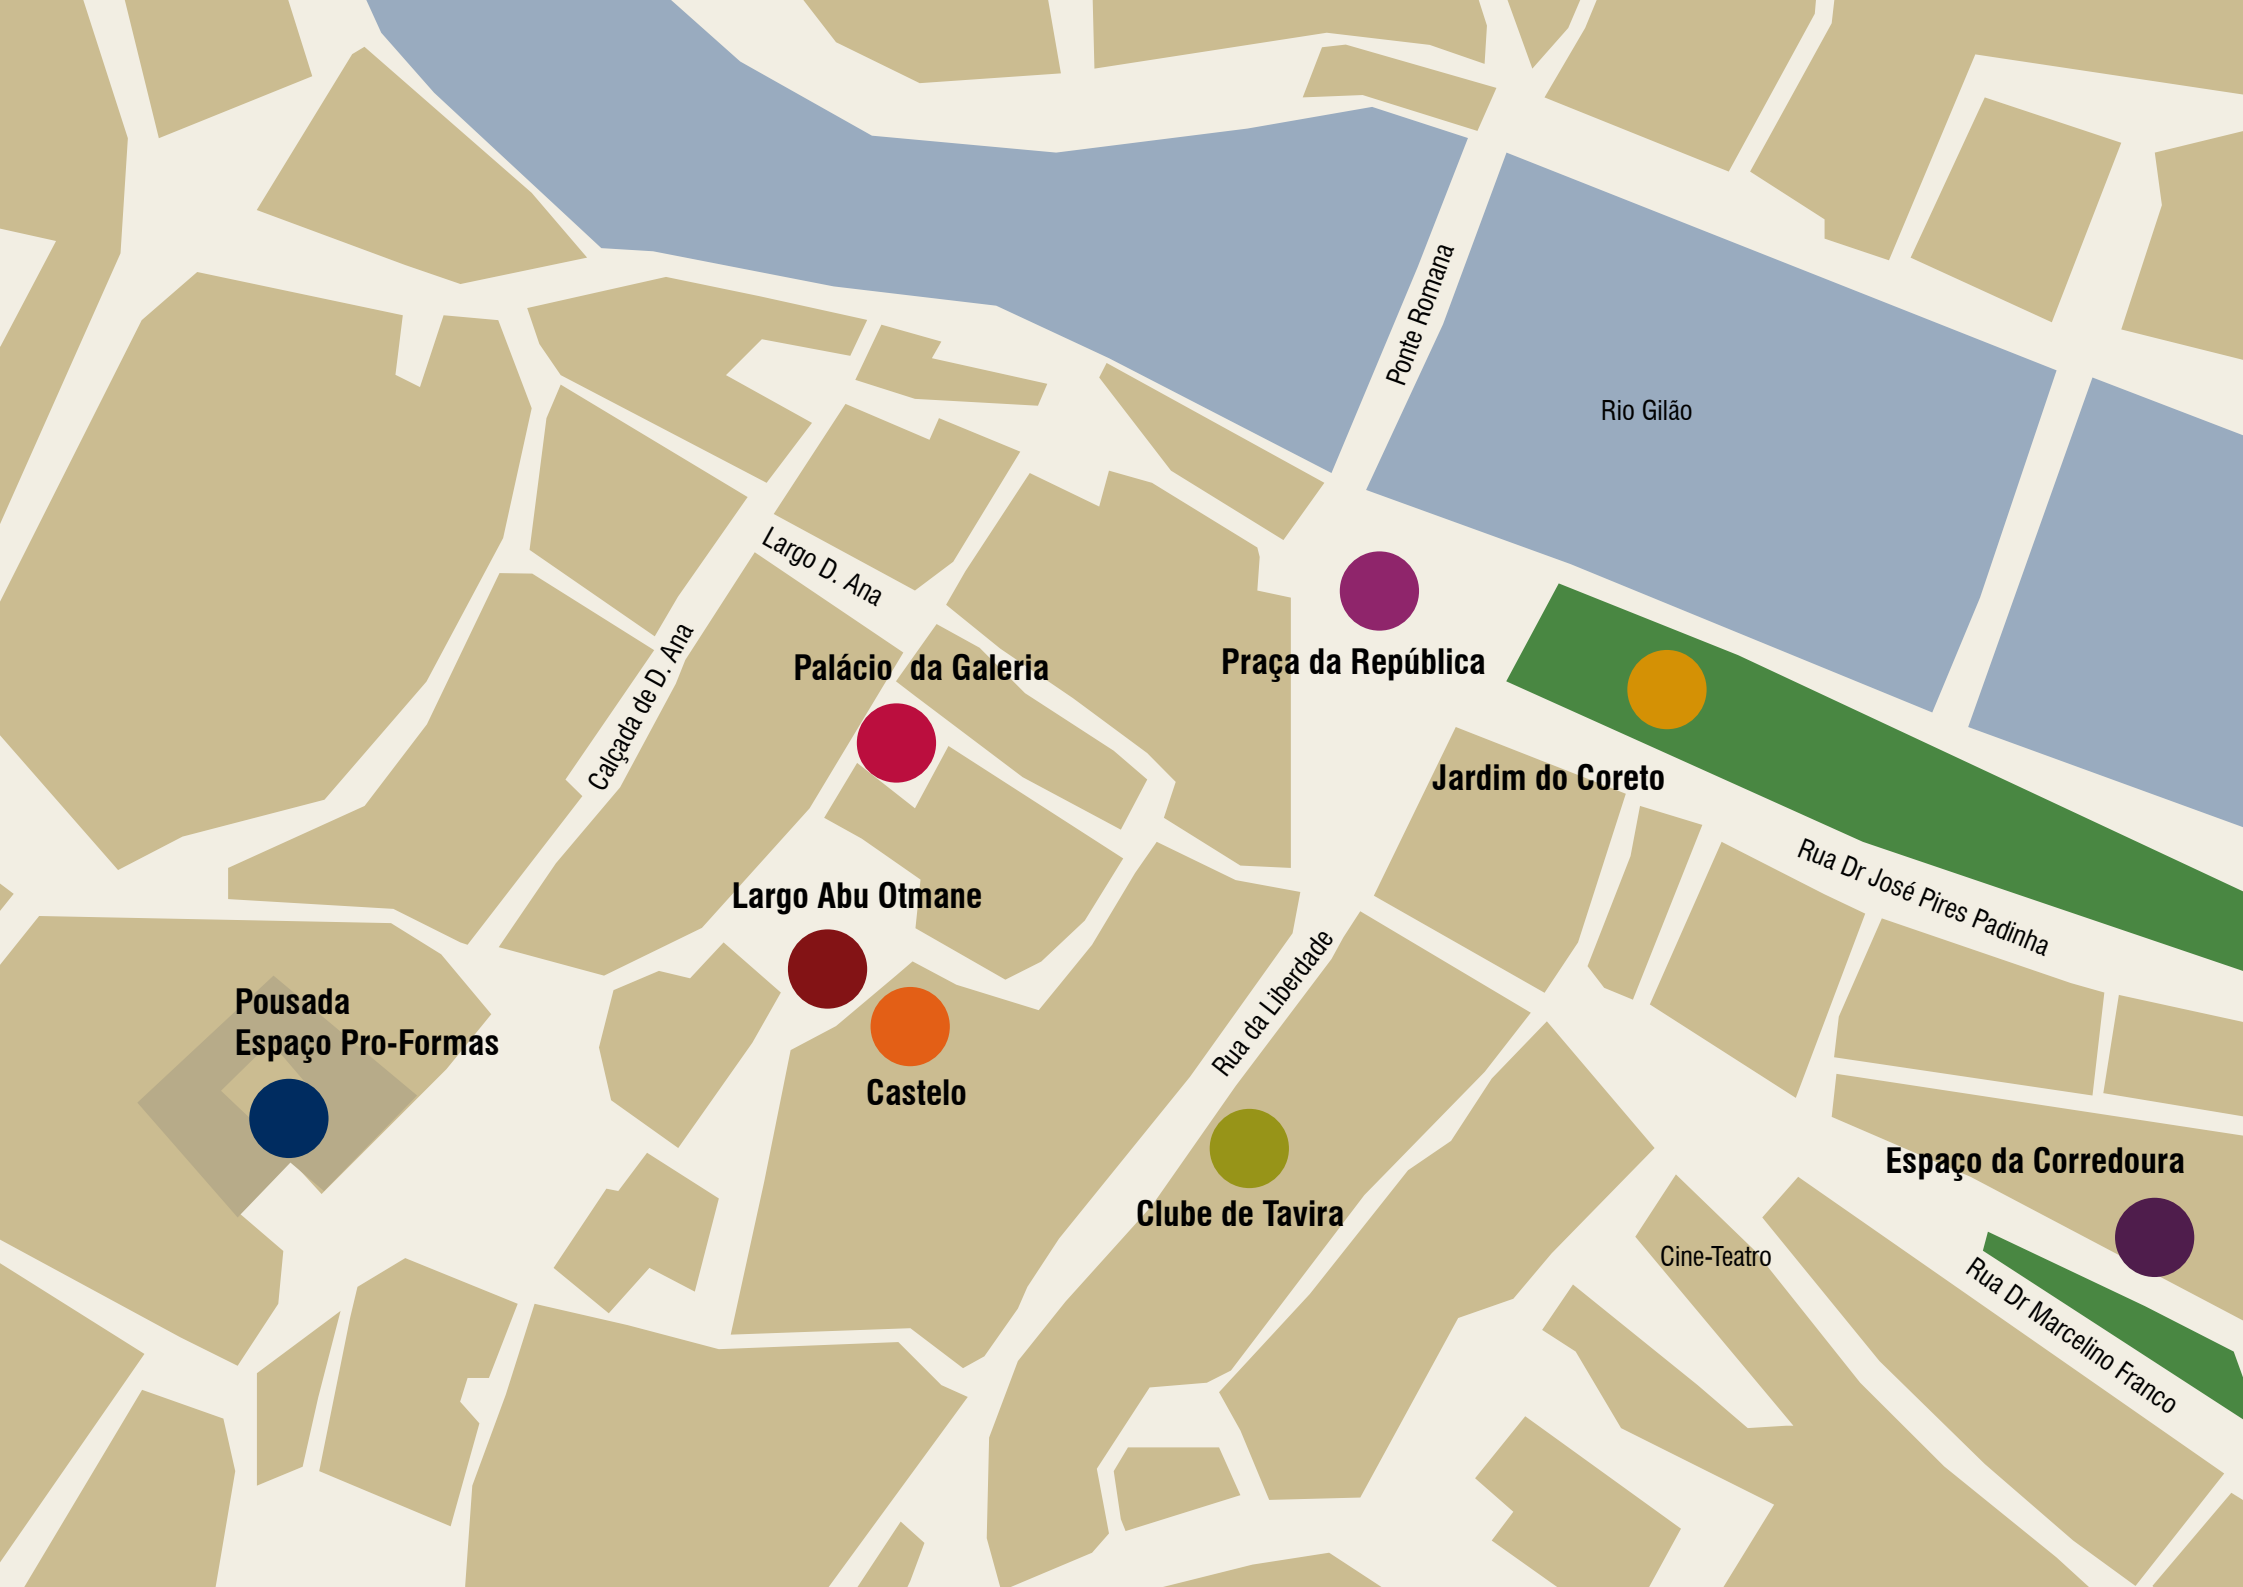 Ponte Romana
Rio Gilão
Largo D. Ana
Calçada de D. Ana
Palácio da Galeria
Praça da República
Jardim do Coreto
Rua Dr José Pires Padinha
Largo Abu Otmane
Rua da Liberdade
Pousada
Espaço Pro-Formas
Castelo
Clube de Tavira
Espaço da Corredoura
Cine-Teatro
Rua Dr Marcelino Franco